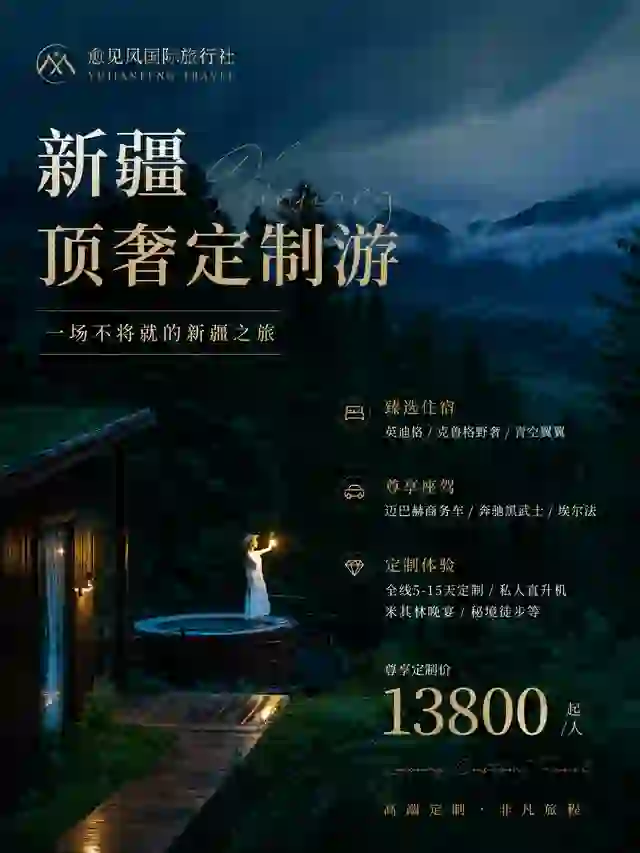 愈见风国际旅行社
YUJIANFENG TRAVEL
新疆
Xinjiang
顶奢定制游
一场不将就的新疆之旅
臻选住宿
英迪格 / 克鲁格野奢 / 青空翼翼
尊享座驾
迈巴赫商务车 / 奔驰黑武士 / 埃尔法
定制体验
全线5-15天定制 / 私人直升机
米其林晚宴 / 秘境徒步等
尊享定制价
13800 起/人
高端定制 · 非凡旅程